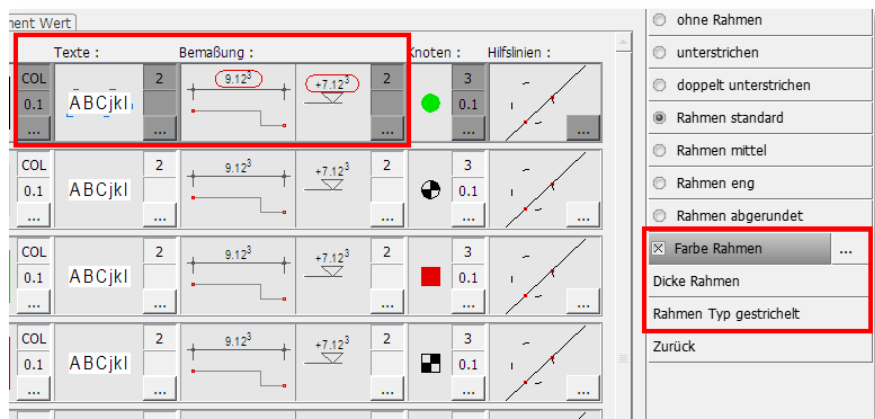 ment Wert
Texte : Bemaßung : Knoten : Hilfslinien :
COL 2 9.12³ +7.12³ 2 3
0.1 ABCjkl 0.1
... ... ... ... ...
COL 2 9.12³ +7.12³ 2 3
0.1 ABCjkl 0.1
... ... ... ... ...
COL 2 9.12³ +7.12³ 2 3
0.1 ABCjkl 0.1
... ... ... ... ...
COL 2 9.12³ +7.12³ 2 3
0.1 ABCjkl 0.1
... ... ... ... ...
ohne Rahmen
unterstrichen
doppelt unterstrichen
Rahmen standard
Rahmen mittel
Rahmen eng
Rahmen abgerundet
Farbe Rahmen ...
Dicke Rahmen
Rahmen Typ gestrichelt
Zurück